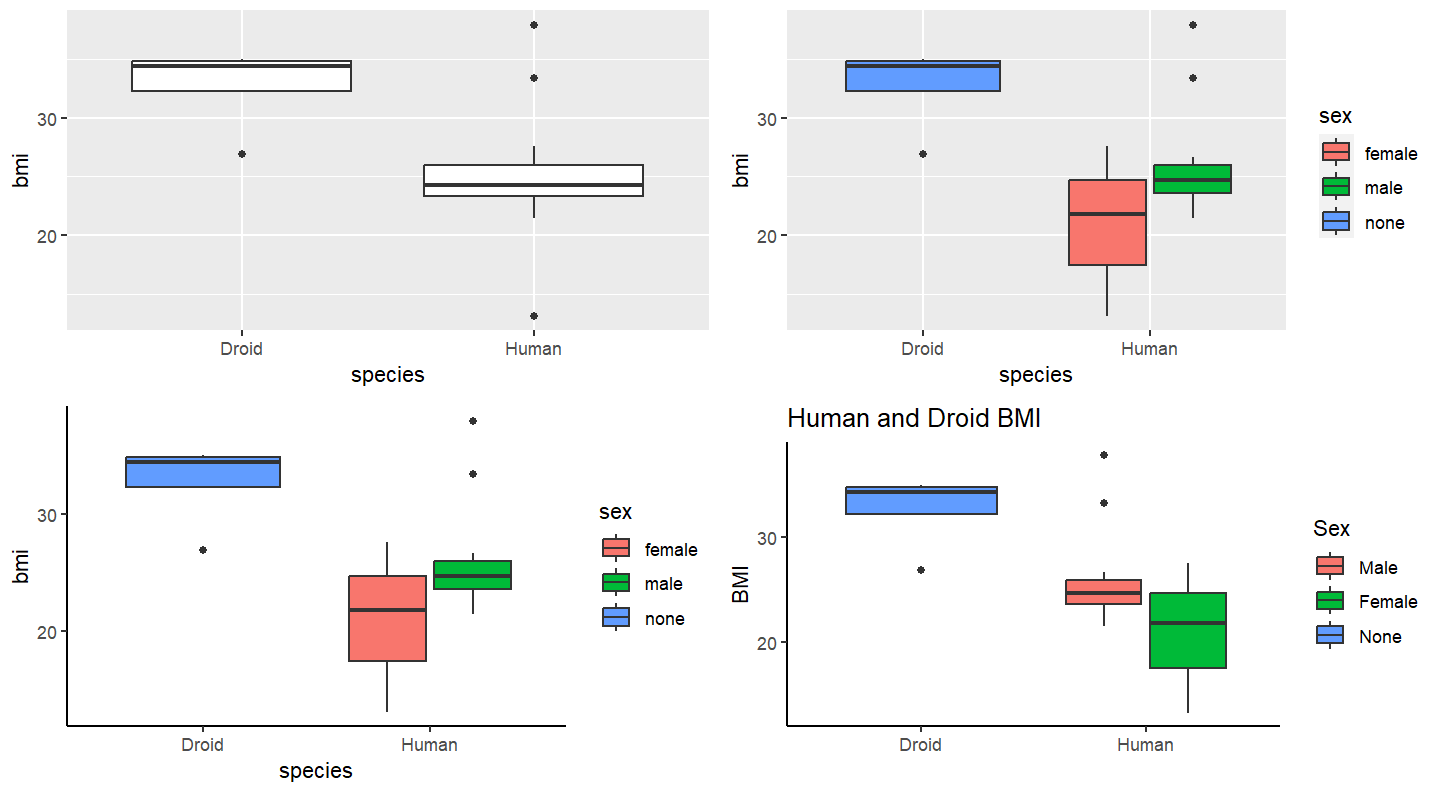 bmi
30
20
Droid
Human
species
bmi
30
20
Droid
Human
species
sex
female
male
none
bmi
30
20
Droid
Human
species
sex
female
male
none
Human and Droid BMI
BMI
30
20
Droid
Human
Sex
Male
Female
None